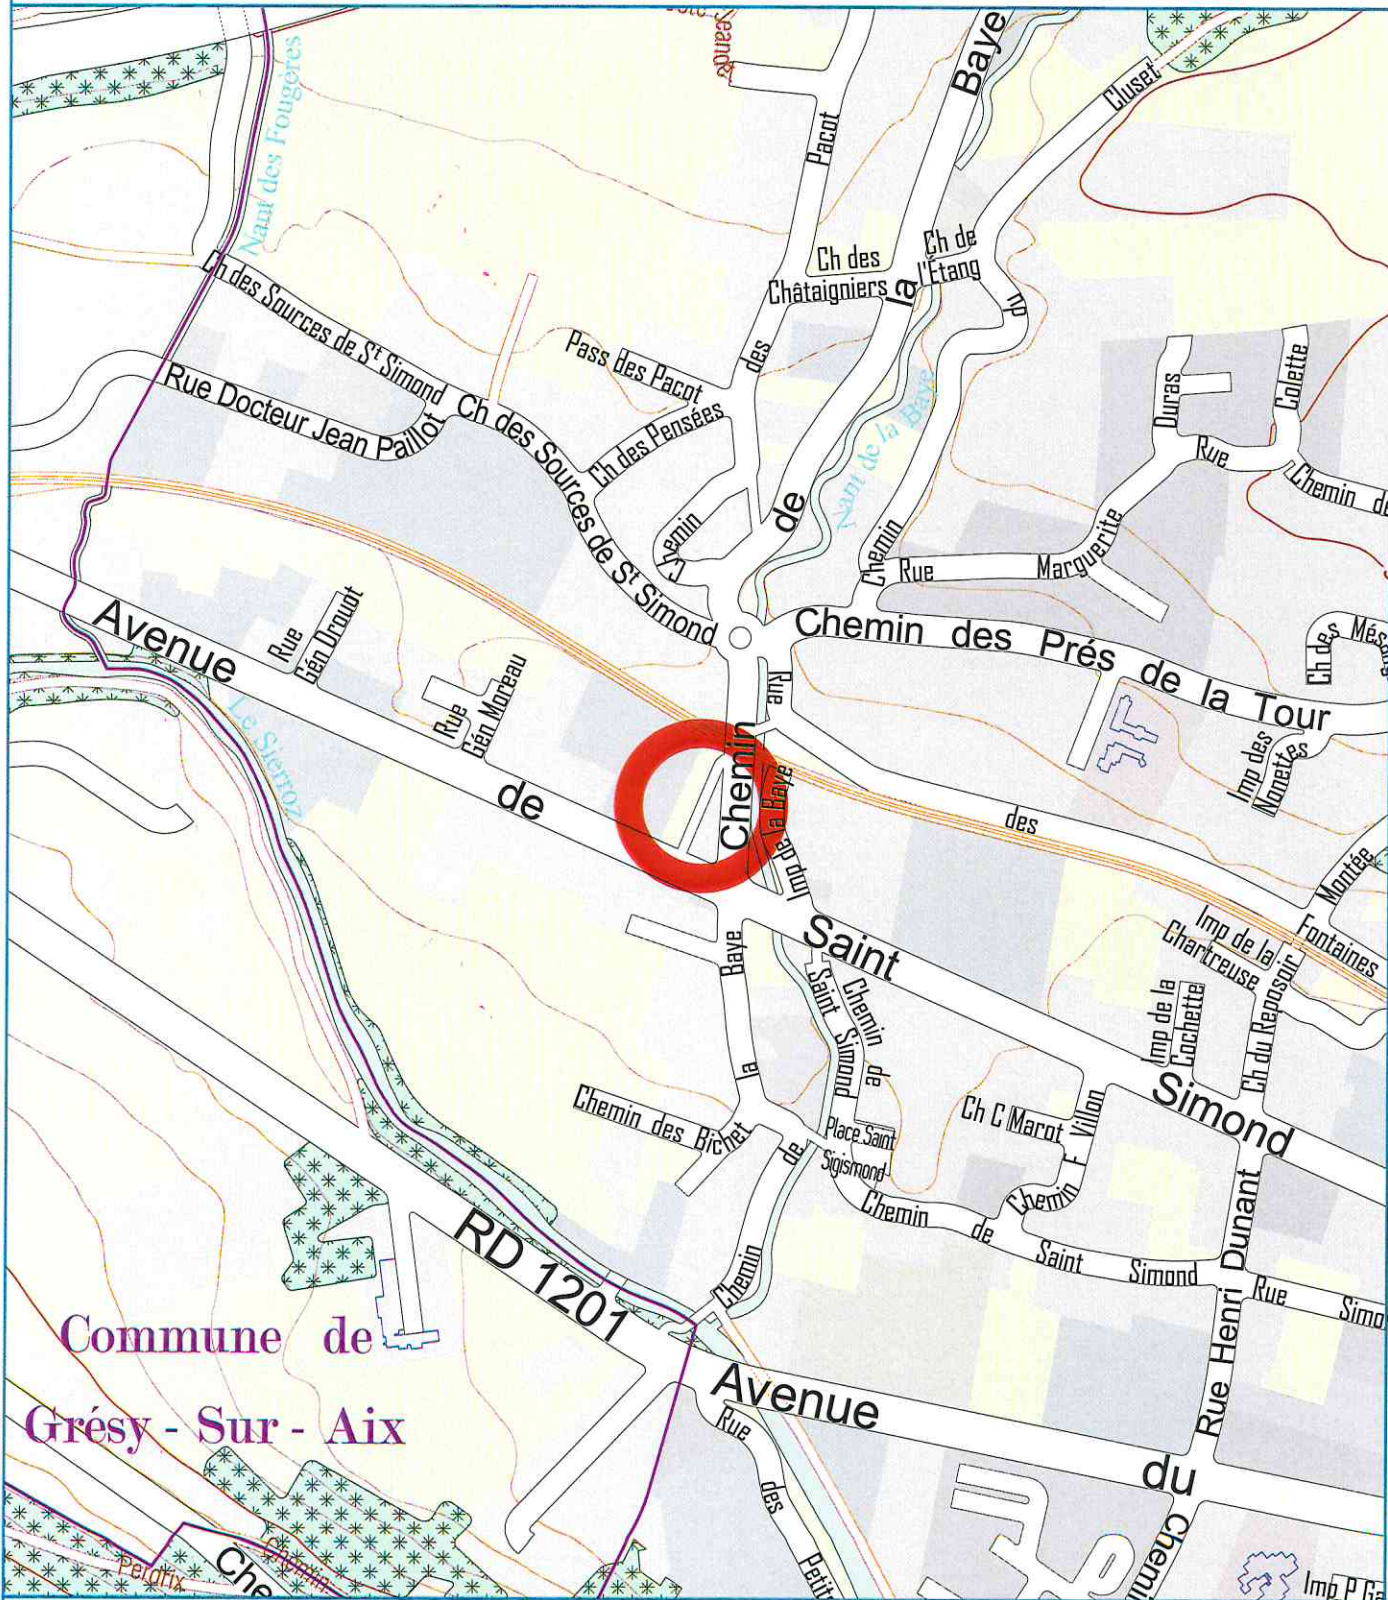 Baye
Cluset
Nant des Fougères
Pacot
Ch des
Châtaigniers
Ch de
l'Étang
la
du
Ch des Sources de St Simond
Pass des Pacot
des
Rue Docteur Jean Paillot
Ch des Sources de St Simond
Ch des Pensées
Nant de la Baye
Duras
Colette
Rue
Chemin de
Chemin
de
Chemin
Rue
Marguerite
Avenue
Rue
Gén Drouot
Chemin des Prés de la Tour
Ch des
Rue
Rue
Gén Moreau
Le Sierroz
Imp des
Nonettes
de
Chemin
Imp de
la Baye
des
Montée
Fontaines
Imp de la
Chartreuse
Ch du Reposoir
Saint
Baye
Saint Simond
Chemin
de
Imp de la
Cochette
la
Simond
Chemin des Bichet
de
Place Saint
Sigismond
Ch C Marot
Chemin F Villon
Chemin de Saint Simond
Rue Henri Dunant
Rue Simo
Chemin
RD 1201
Commune de
Grésy - Sur - Aix
Avenue
du
Rue
des
Petits
Chemin
Perdrix
Che
Chemin
Imp P Ga